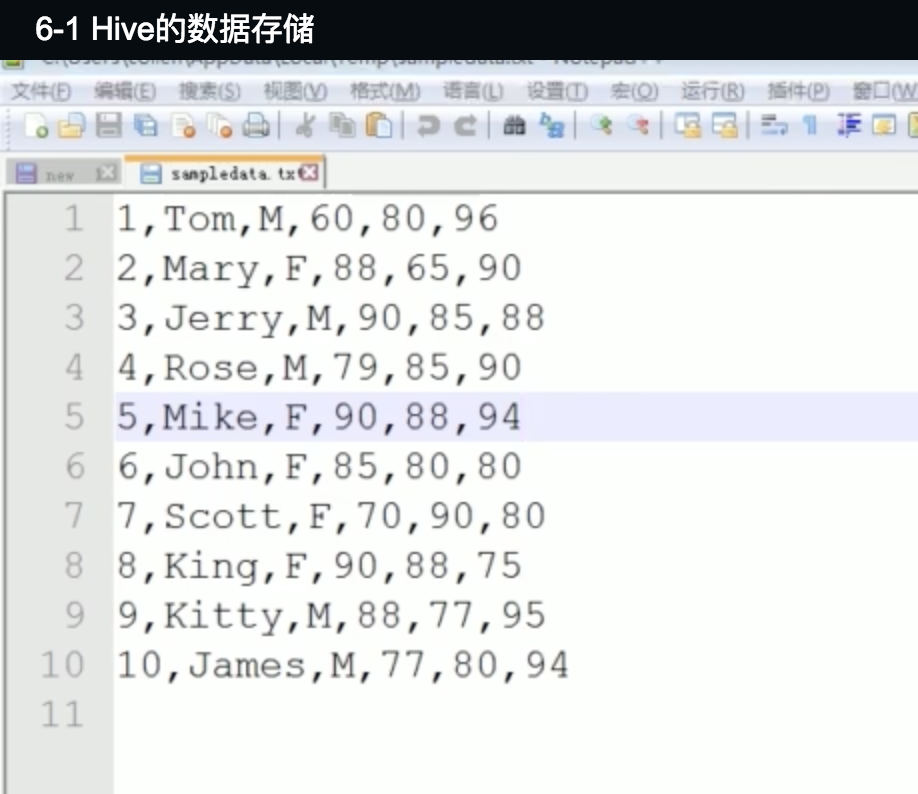 6-1 Hive的数据存储
文件(F) 编辑(E) 搜索(S) 视图(V) 格式(M) 语言(L) 设置(T) 宏(O) 运行(R) 插件(P) 窗口(W
new sampledata.txt
1 1,Tom,M,60,80,96
2 2,Mary,F,88,65,90
3 3,Jerry,M,90,85,88
4 4,Rose,M,79,85,90
5 5,Mike,F,90,88,94
6 6,John,F,85,80,80
7 7,Scott,F,70,90,80
8 8,King,F,90,88,75
9 9,Kitty,M,88,77,95
10 10,James,M,77,80,94
11